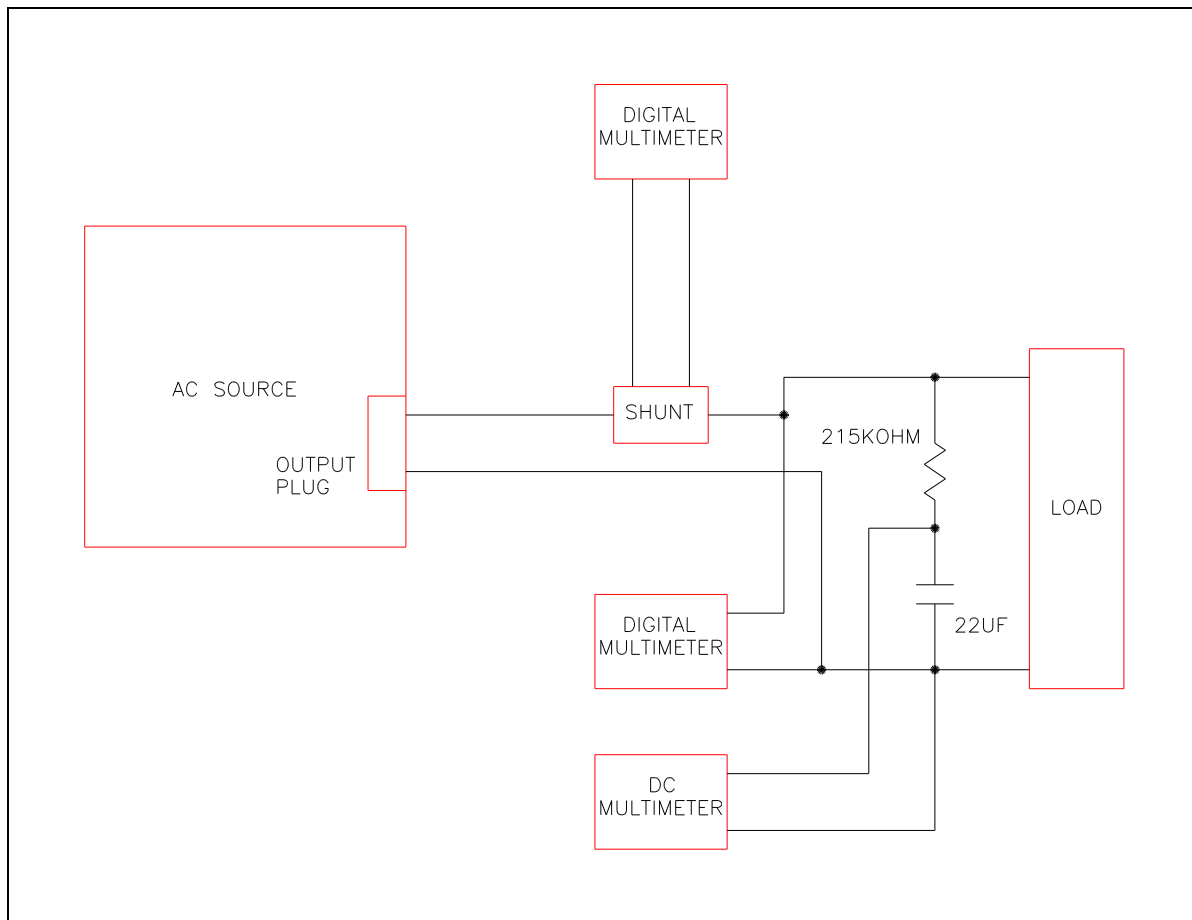 DIGITAL
MULTIMETER
AC SOURCE
SHUNT
215KOHM
OUTPUT
PLUG
LOAD
DIGITAL
MULTIMETER
22UF
DC
MULTIMETER